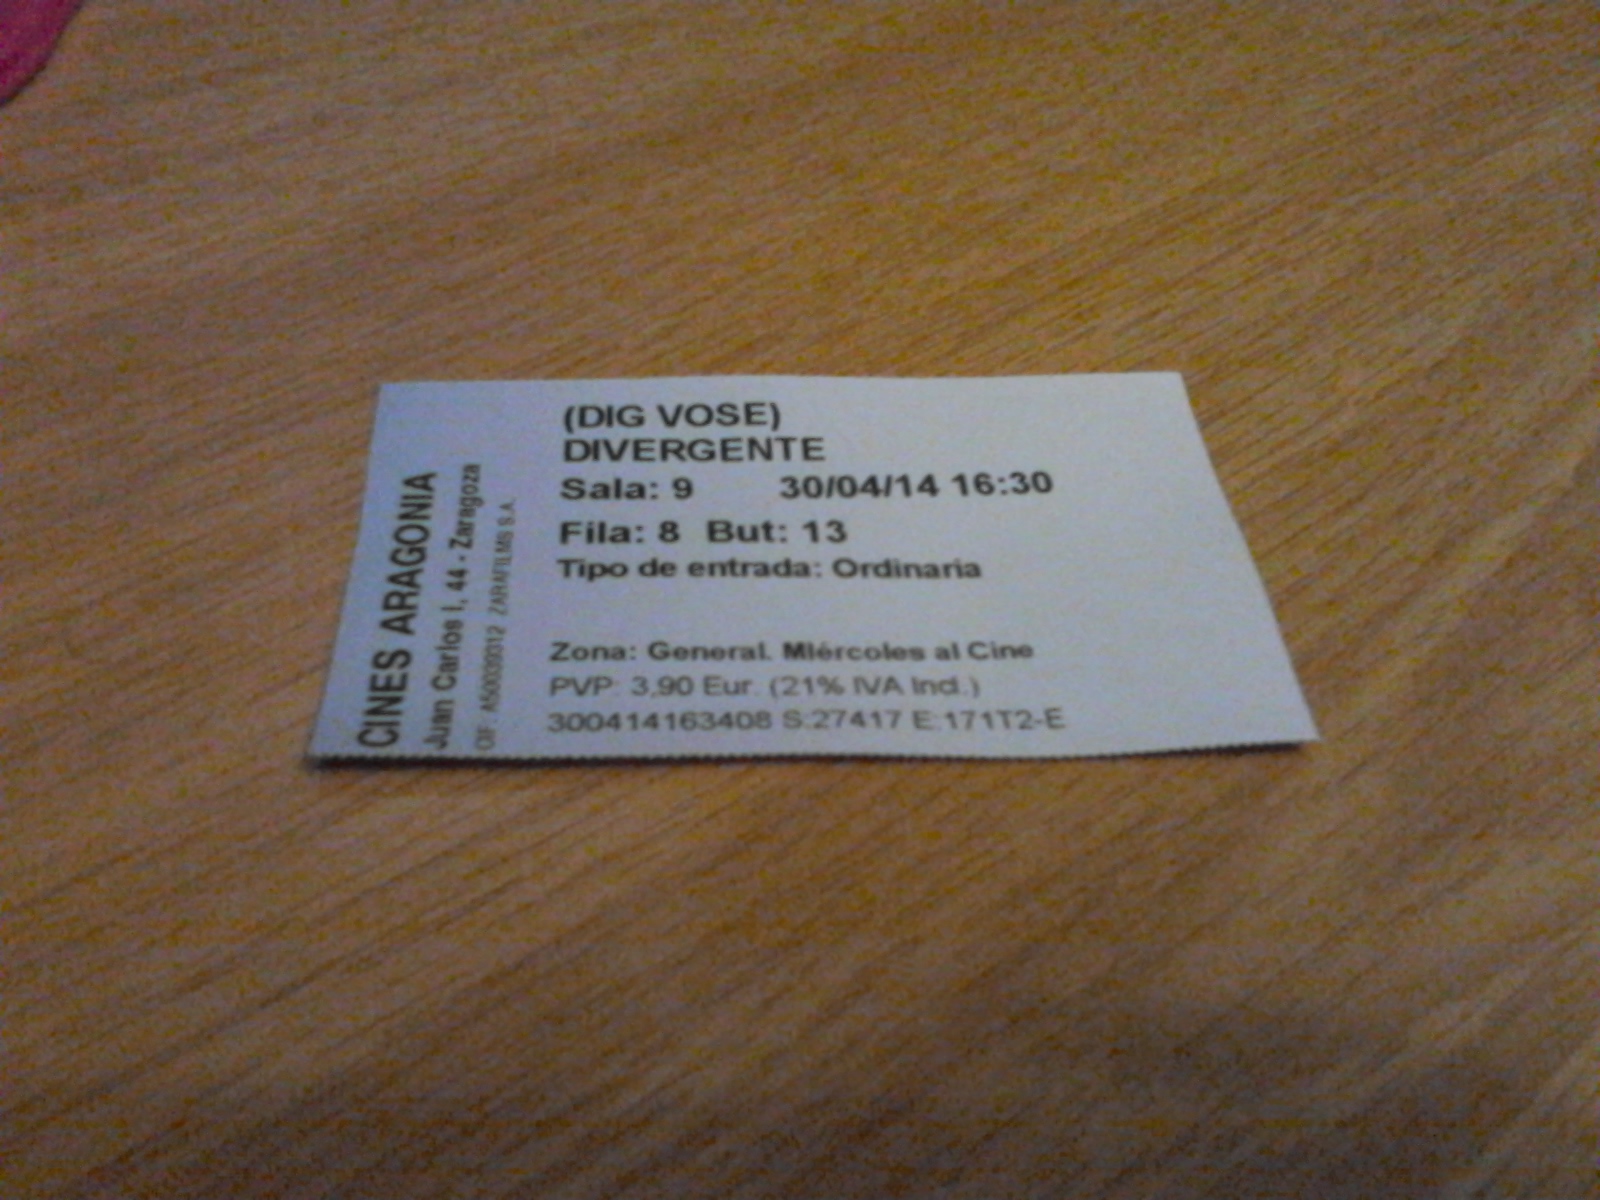 (DIG VOSE)
DIVERGENTE
Sala: 9 30/04/14 16:30
Fila: 8 But: 13
Tipo de entrada: Ordinaria
Zona: General. Miércoles al Cine
PVP: 3,90 Eur. (21% IVA Incl.)
300414163408 S:27417 E:171T2-E
CINES ARAGONIA
Juan Carlos I, 44 - Zaragoza
CIF: ZARAFILMS S.A.